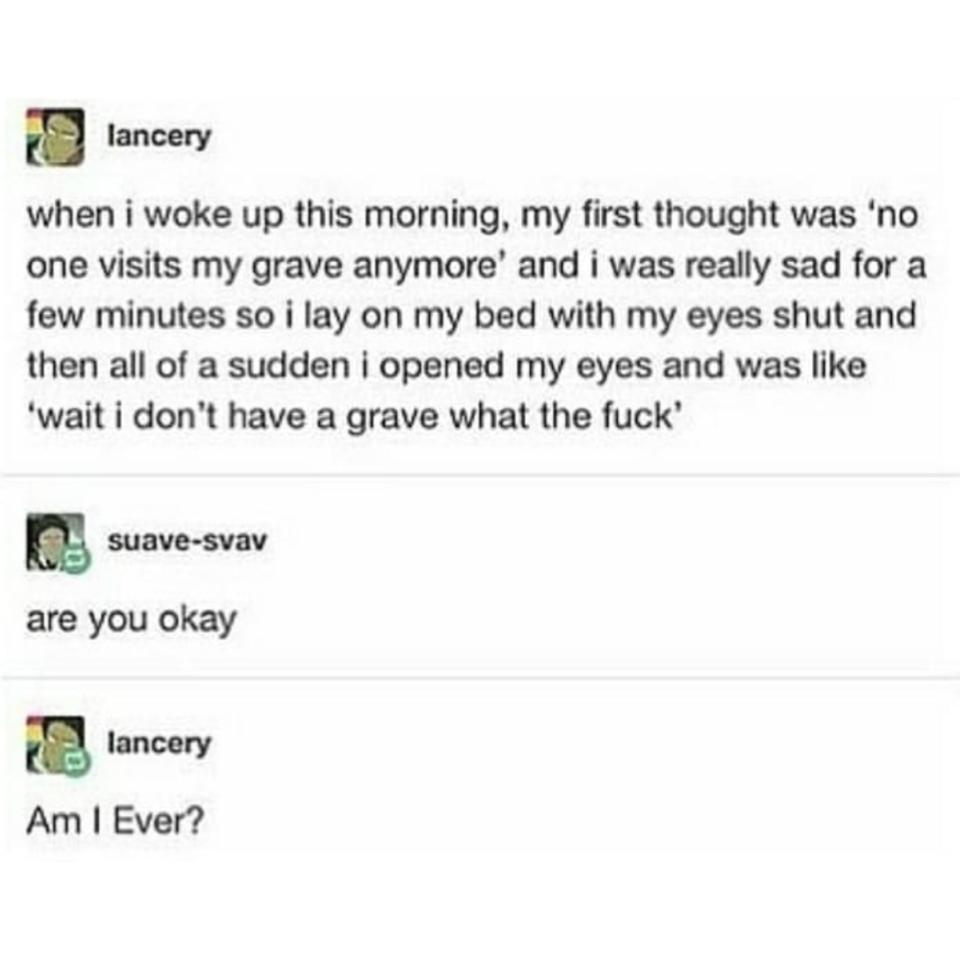 lancery
when i woke up this morning, my first thought was 'no
one visits my grave anymore' and i was really sad for a
few minutes so i lay on my bed with my eyes shut and
then all of a sudden i opened my eyes and was like
'wait i don't have a grave what the fuck'
suave-svav
are you okay
lancery
Am I Ever?